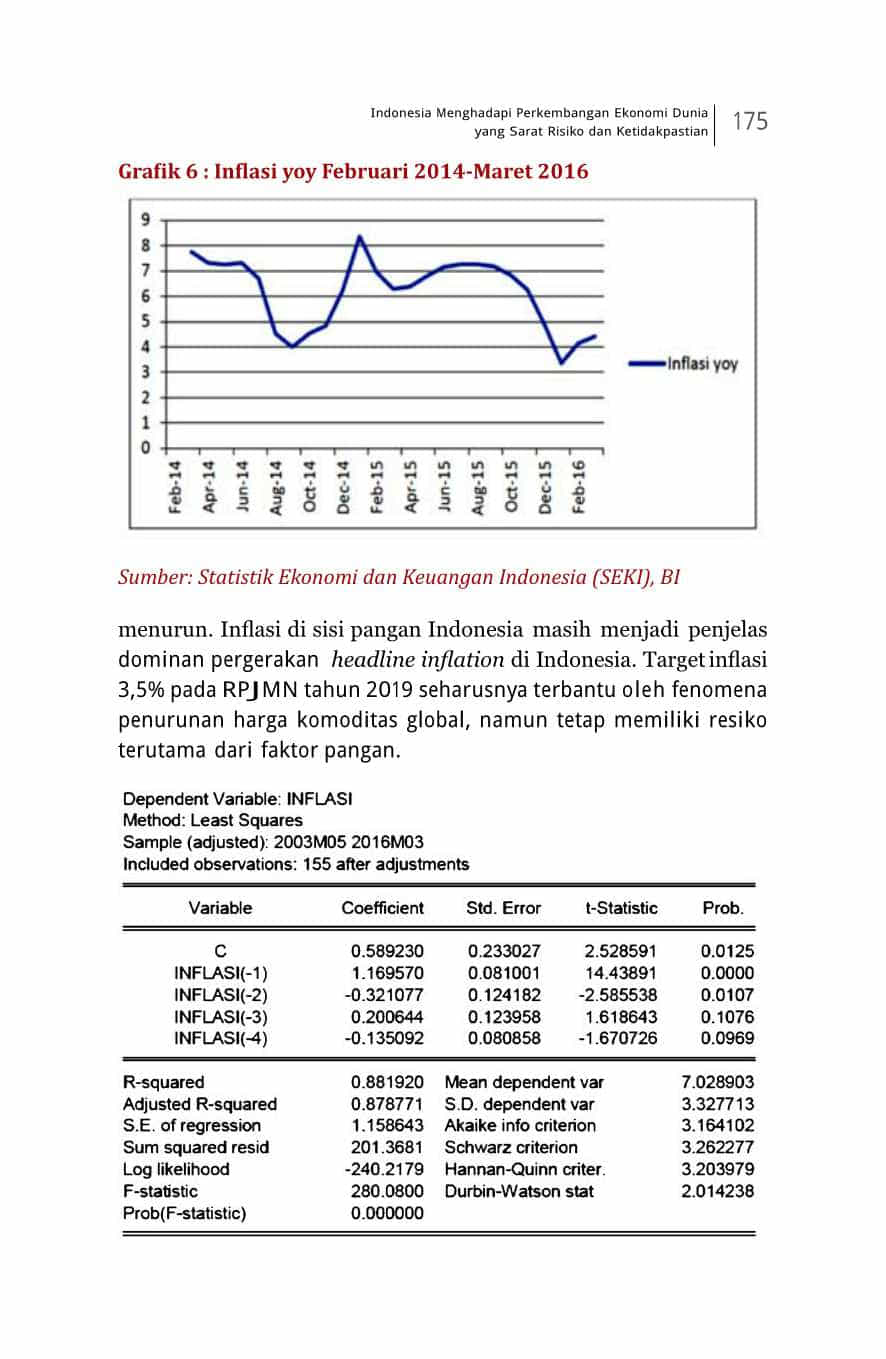 Indonesia Menghadapi Perkembangan Ekonomi Dunia
yang Sarat Risiko dan Ketidakpastian
175
Grafik 6 : Inflasi yoy Februari 2014-Maret 2016
9
8
7
6
5
4
3
2
1
0
Feb-14
Apr-14
Jun-14
Aug-14
Oct-14
Dec-14
Feb-15
Apr-15
Jun-15
Aug-15
Oct-15
Dec-15
Feb-16
Inflasi yoy
Sumber: Statistik Ekonomi dan Keuangan Indonesia (SEKI), BI
menurun. Inflasi di sisi pangan Indonesia masih menjadi penjelas
dominan pergerakan headline inflation di Indonesia. Target inflasi
3,5% pada RPJMN tahun 2019 seharusnya terbantu oleh fenomena
penurunan harga komoditas global, namun tetap memiliki resiko
terutama dari faktor pangan.
Dependent Variable: INFLASI
Method: Least Squares
Sample (adjusted): 2003M05 2016M03
Included observations: 155 after adjustments
Variable Coefficient Std. Error t-Statistic Prob.
C 0.589230 0.233027 2.528591 0.0125
INFLASI(-1) 1.169570 0.081001 14.43891 0.0000
INFLASI(-2) -0.321077 0.124182 -2.585538 0.0107
INFLASI(-3) 0.200644 0.123958 1.618643 0.1076
INFLASI(-4) -0.135092 0.080858 -1.670726 0.0969
R-squared 0.881920 Mean dependent var 7.028903
Adjusted R-squared 0.878771 S.D. dependent var 3.327713
S.E. of regression 1.158643 Akaike info criterion 3.164102
Sum squared resid 201.3681 Schwarz criterion 3.262277
Log likelihood -240.2179 Hannan-Quinn criter. 3.203979
F-statistic 280.0800 Durbin-Watson stat 2.014238
Prob(F-statistic) 0.000000